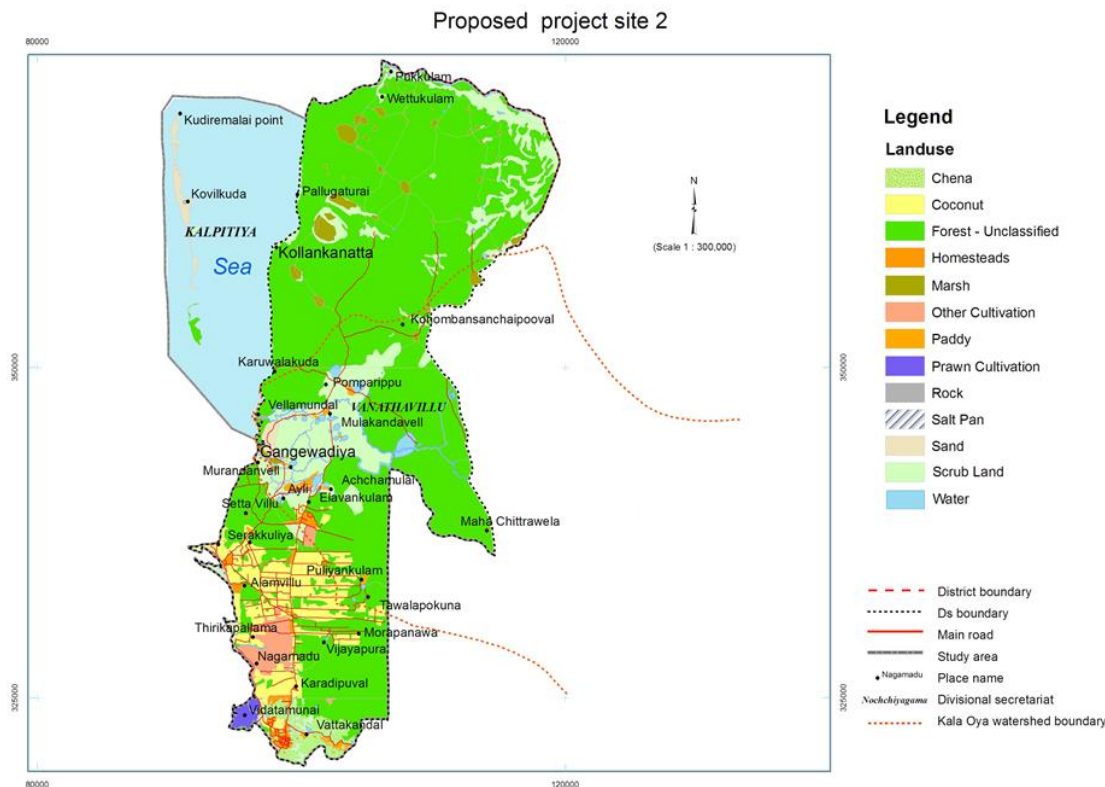 Proposed project site 2
80000
120000
Pukkulam
Wettukulam
Kudiremalai point
Kovilkuda
Pallugaturai
KALPITIYA
Kollankanatta
Sea
N
(Scale 1 : 300,000)
Kohombansanchaipooval
350000
350000
Karuwalakuda
Pomparippu
Vellamundal
VANATHAVILLU
Mulakandavell
Gangewadiya
Murandanvell
Achchamulai
Ayli
Elavankulam
Setta Villu
Maha Chittrawela
Serakkuliya
Puliyankulam
Alamvillu
Tawalapokuna
Thirikapallama
Morapanawa
Vijayapura
Nagamadu
Karadipuval
325000
325000
Vidatamunai
Vattakandal
80000
120000
Legend
Landuse
Chena
Coconut
Forest - Unclassified
Homesteads
Marsh
Other Cultivation
Paddy
Prawn Cultivation
Rock
Salt Pan
Sand
Scrub Land
Water
District boundary
Ds boundary
Main road
Study area
Nagamadu Place name
Nochchiyagama Divisional secretariat
Kala Oya watershed boundary